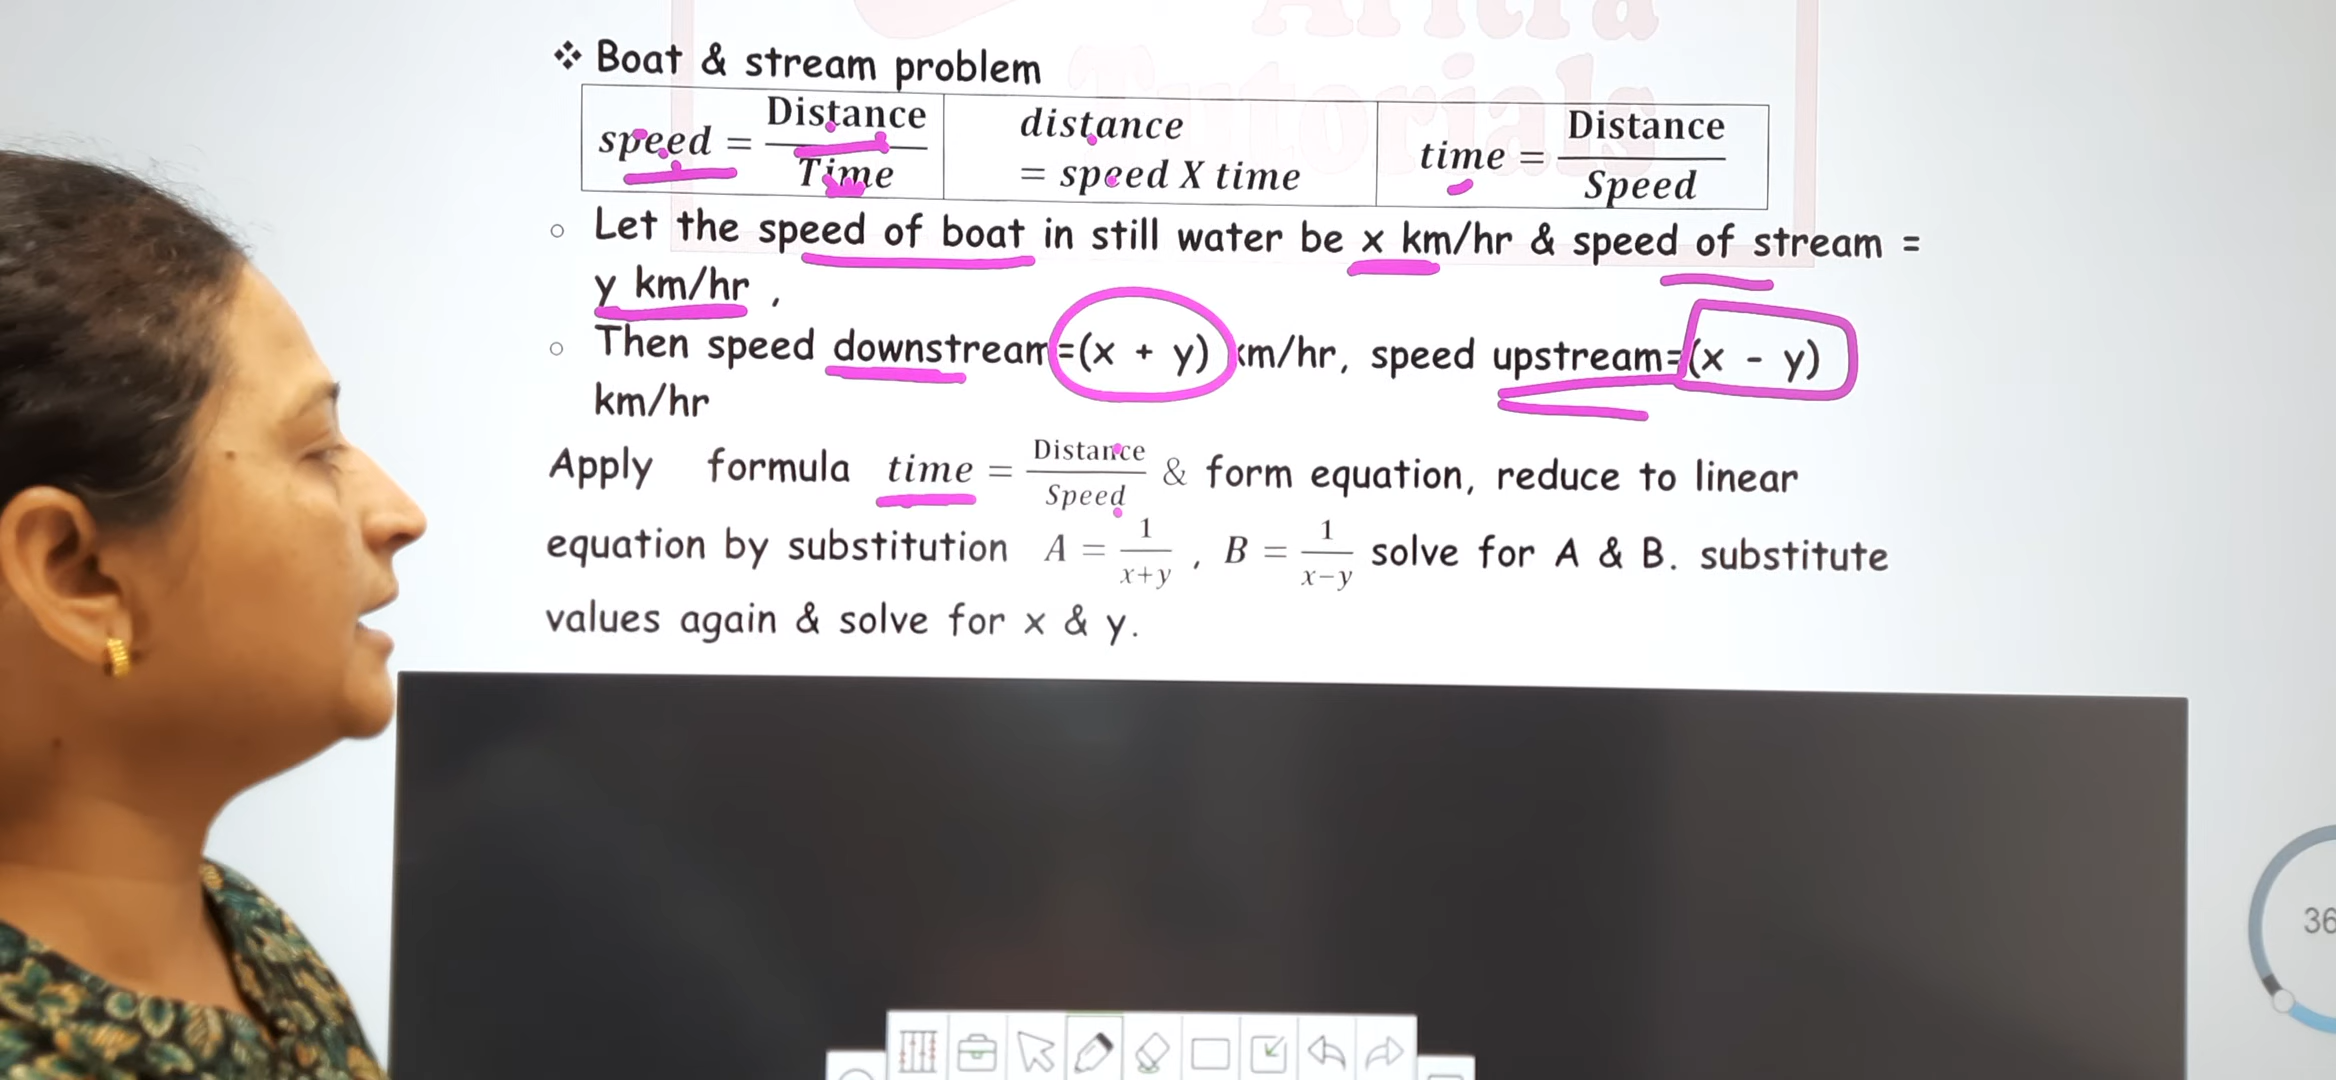 Tutorials
❖ Boat & stream problem
speed = Distance / Time
distance = speed X time
time = Distance / Speed
○ Let the speed of boat in still water be x km/hr & speed of stream =
y km/hr ,
○ Then speed downstream=(x + y) km/hr, speed upstream=(x - y)
km/hr
Apply formula time = Distance / Speed & form equation, reduce to linear
equation by substitution A = 1 / x+y , B = 1 / x−y solve for A & B. substitute
values again & solve for x & y.
36